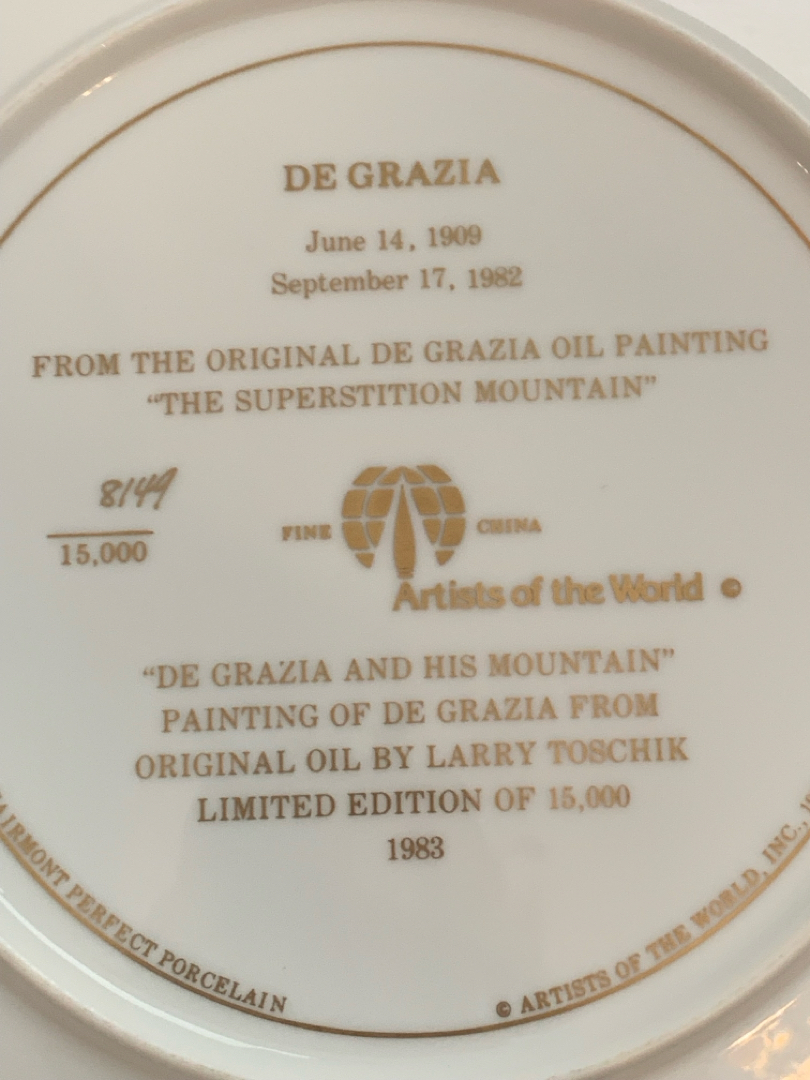 DE GRAZIA
June 14, 1909
September 17, 1982
FROM THE ORIGINAL DE GRAZIA OIL PAINTING
“THE SUPERSTITION MOUNTAIN”
8149
15,000
FINE CHINA
Artists of the World ©
“DE GRAZIA AND HIS MOUNTAIN”
PAINTING OF DE GRAZIA FROM
ORIGINAL OIL BY LARRY TOSCHIK
LIMITED EDITION OF 15,000
1983
PERFECT PORCELAIN
© ARTISTS OF THE WORLD, INC.,